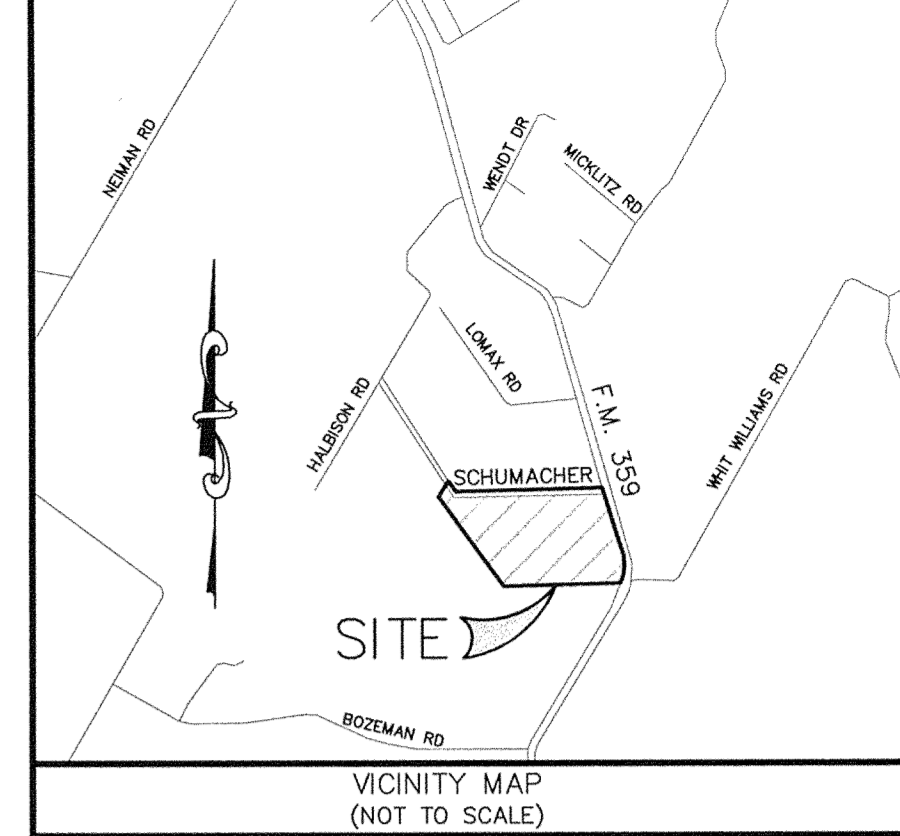 NEIMAN RD
WENDT DR
MICKLITZ RD
LOMAX RD
HALBISON RD
F.M. 359
WHIT WILLIAMS RD
SCHUMACHER
SITE
BOZEMAN RD
VICINITY MAP
(NOT TO SCALE)